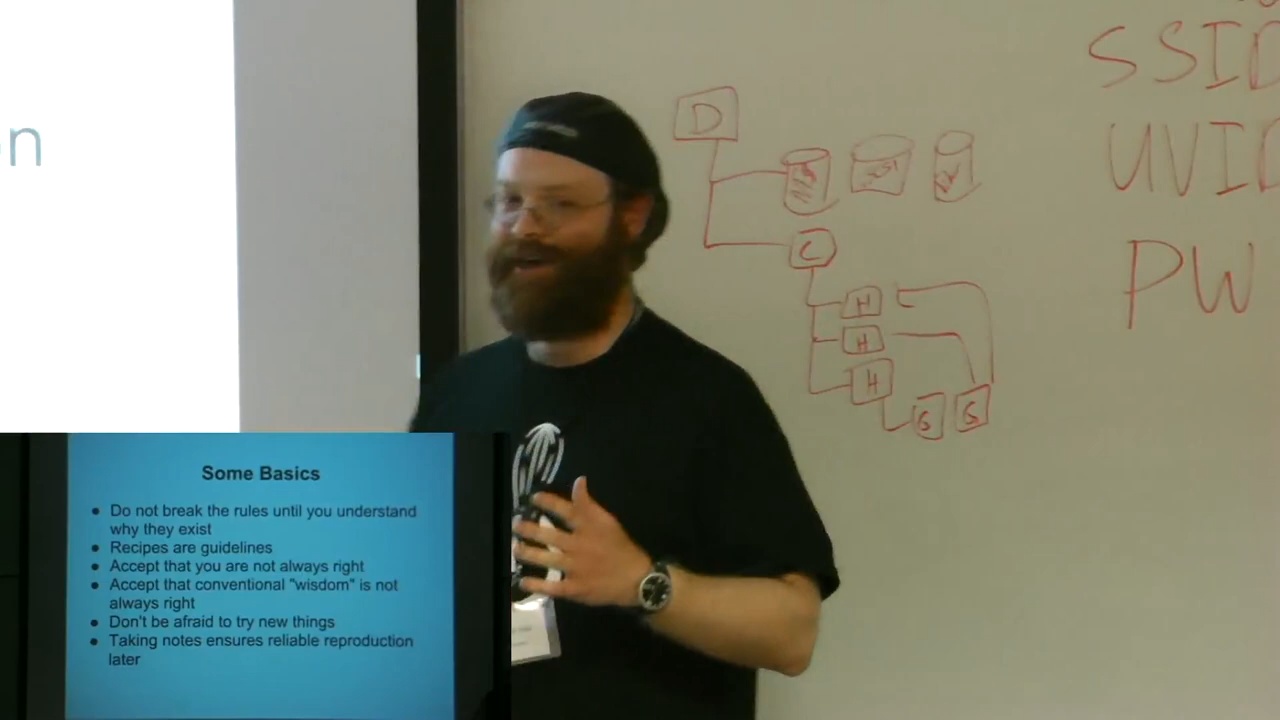 on
D
C
H
H
H
G G
SSID
UUID
PW
Some Basics
• Do not break the rules until you understand
why they exist
• Recipes are guidelines
• Accept that you are not always right
• Accept that conventional "wisdom" is not
always right
• Don't be afraid to try new things
• Taking notes ensures reliable reproduction
later